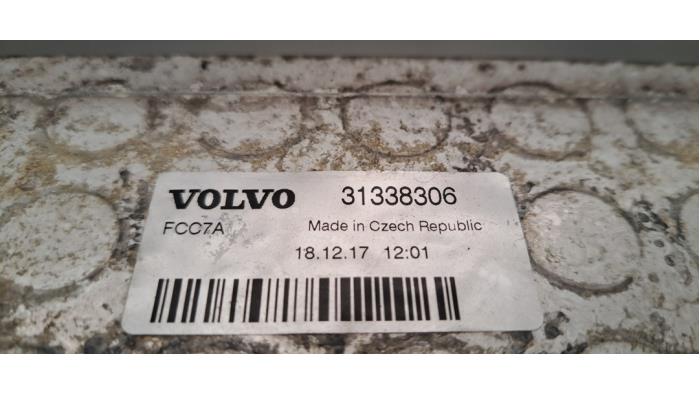 VOLVO 31338306
FCC7A Made in Czech Republic
18.12.17 12:01